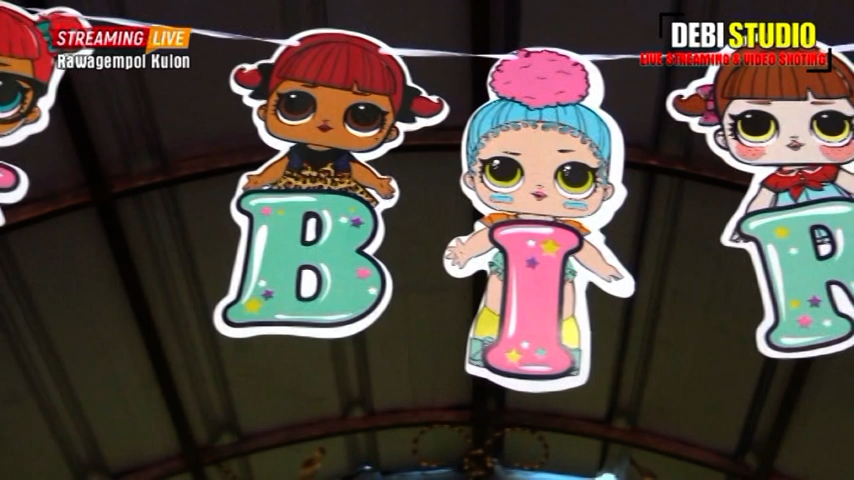 STREAMING LIVE
Rawagempol Kulon
DEBI STUDIO
LIVE STREAMING & VIDEO SHOTING
B I R